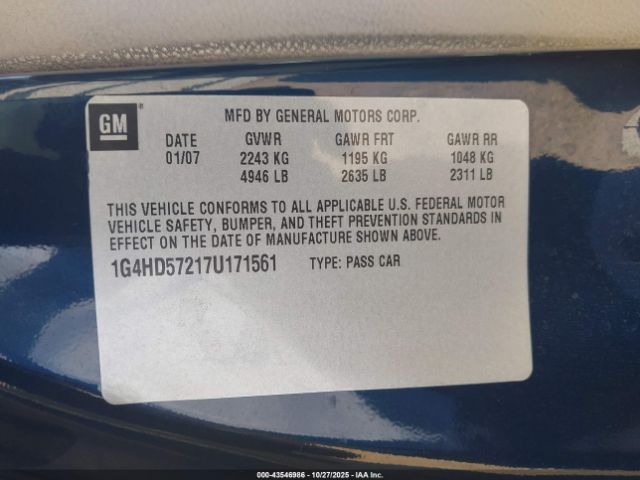 GM ®
MFD BY GENERAL MOTORS CORP.
DATE GVWR GAWR FRT GAWR RR
01/07 2243 KG 1195 KG 1048 KG
4946 LB 2635 LB 2311 LB
THIS VEHICLE CONFORMS TO ALL APPLICABLE U.S. FEDERAL MOTOR
VEHICLE SAFETY, BUMPER, AND THEFT PREVENTION STANDARDS IN
EFFECT ON THE DATE OF MANUFACTURE SHOWN ABOVE.
1G4HD57217U171561 TYPE: PASS CAR
000-43546986 - 10/27/2025 - IAA Inc.